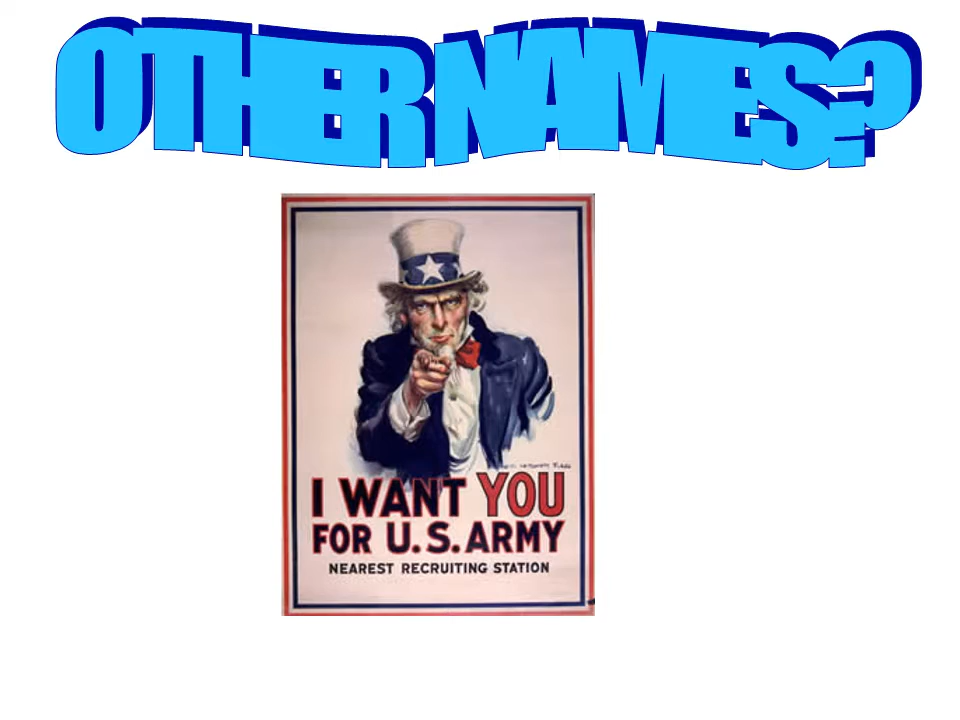 OTHER NAMES?
I WANT YOU
FOR U.S. ARMY
NEAREST RECRUITING STATION